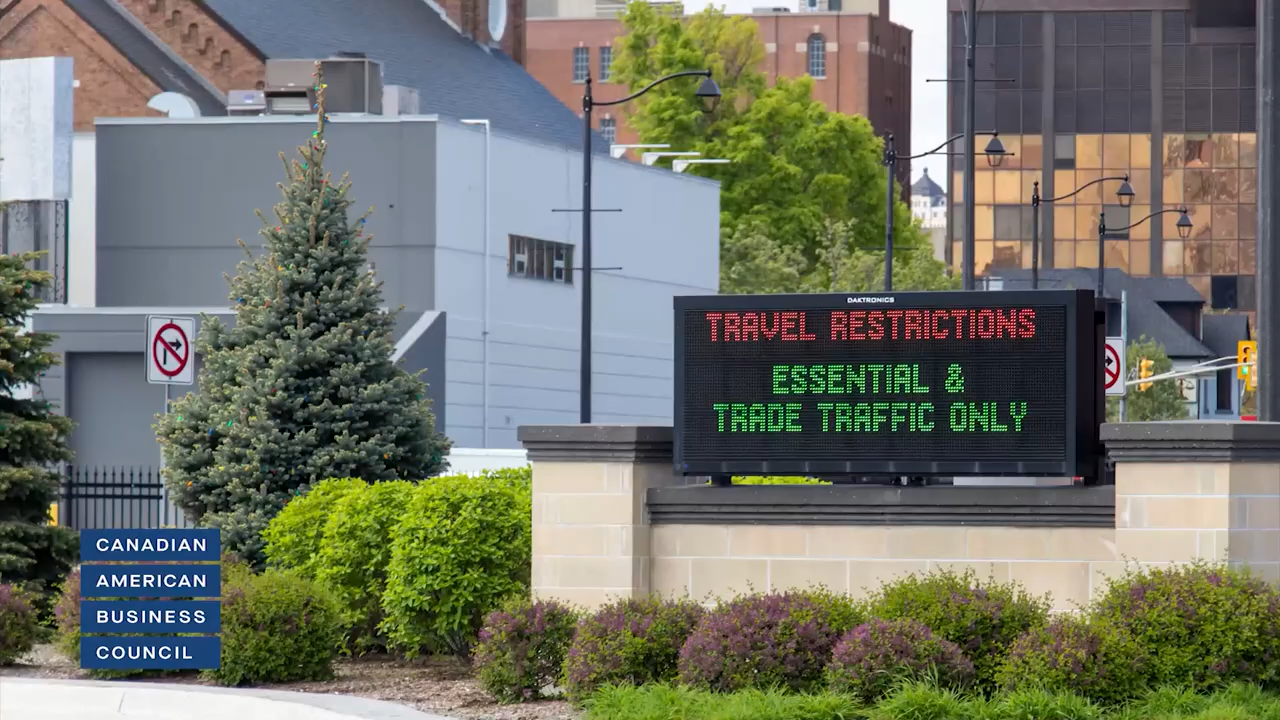 DAKTRONICS
TRAVEL RESTRICTIONS
ESSENTIAL &
TRADE TRAFFIC ONLY
CANADIAN
AMERICAN
BUSINESS
COUNCIL